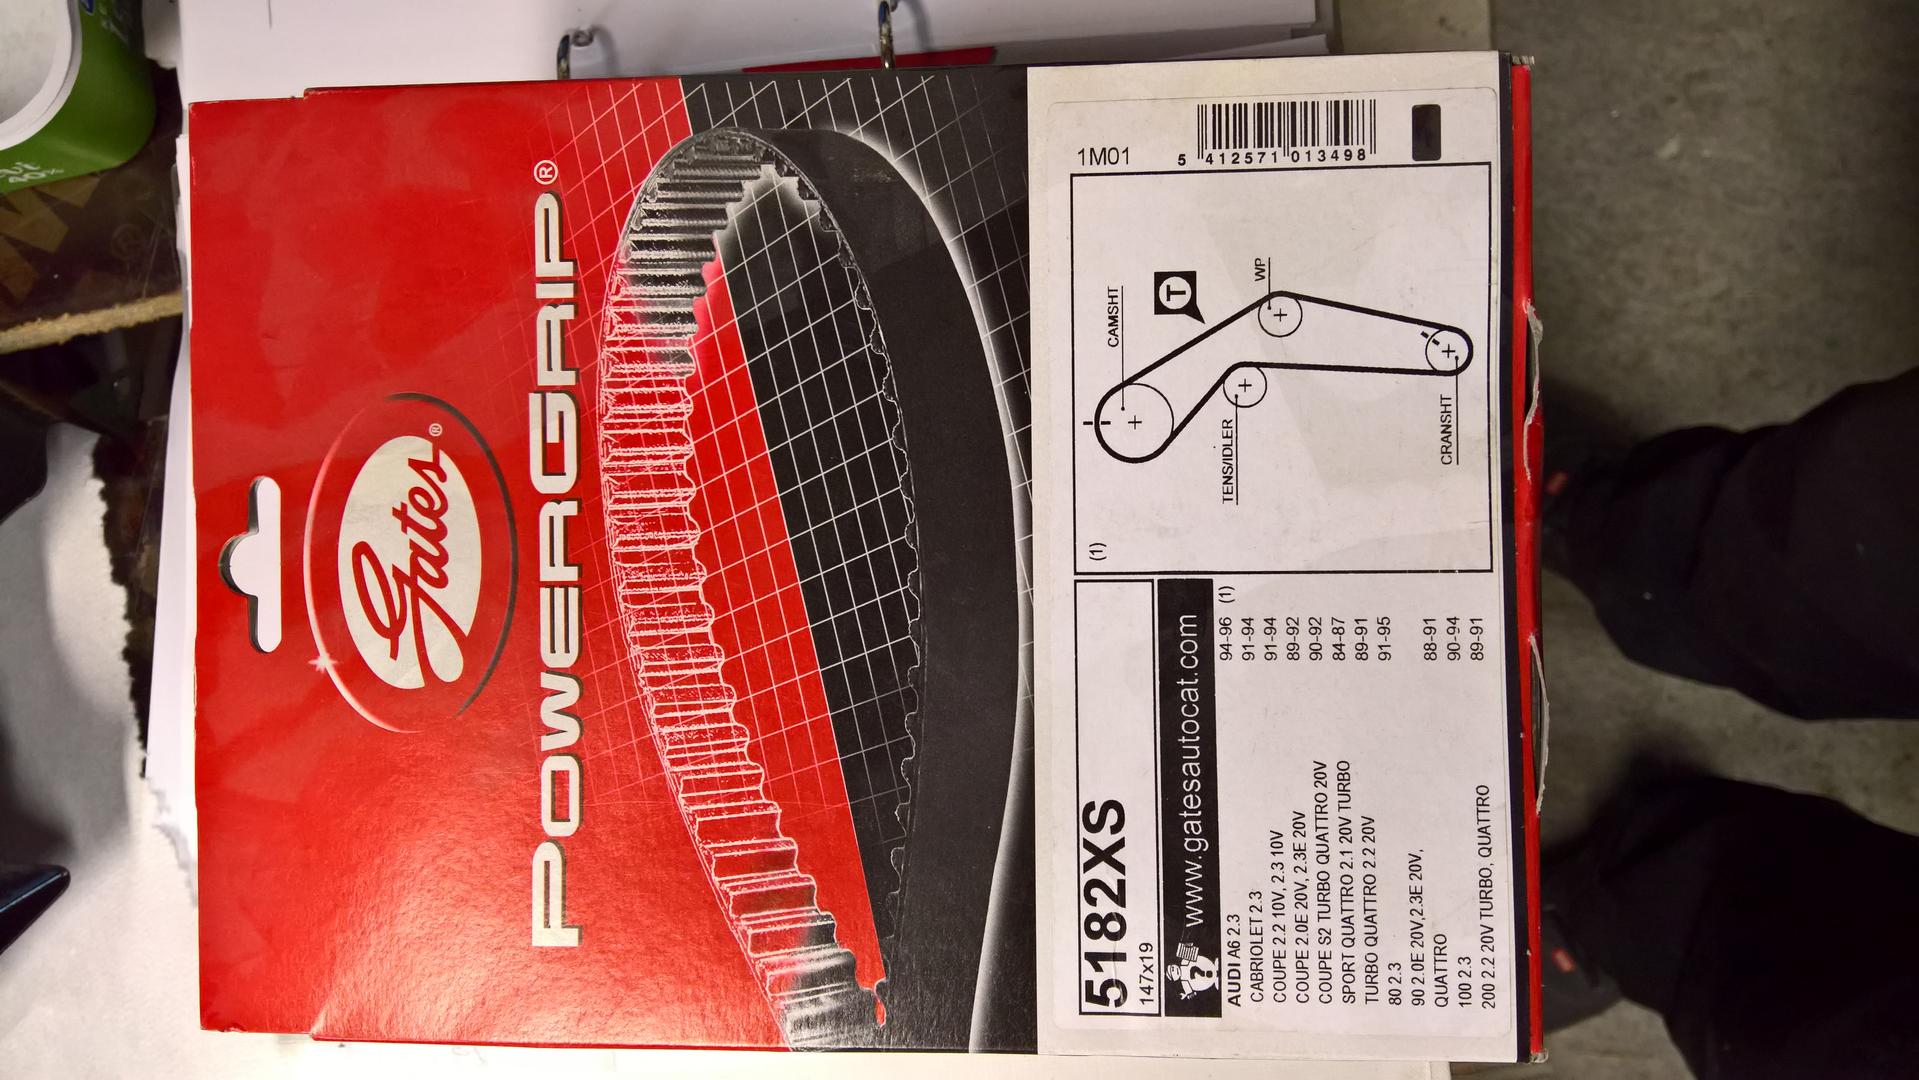 Gates®
POWERGRIP®
5182XS
147x19
www.gatesautocat.com
AUDI A6 2.3 94-96 (1)
CABRIOLET 2.3 91-94
COUPE 2.2 10V, 2.3 10V 91-94
COUPE 2.0E 20V, 2.3E 20V 89-92
COUPE S2 TURBO QUATTRO 20V 90-92
SPORT QUATTRO 2.1 20V TURBO 84-87
TURBO QUATTRO 2.2 20V 89-91
80 2.3 91-95
90 2.0E 20V,2.3E 20V,
QUATTRO 88-91
100 2.3 90-94
200 2.2 20V TURBO, QUATTRO 89-91
(1)
CAMSHT
T
WP
TENS/IDLER
CRANSHT
1M01
5 412571 013498
40%